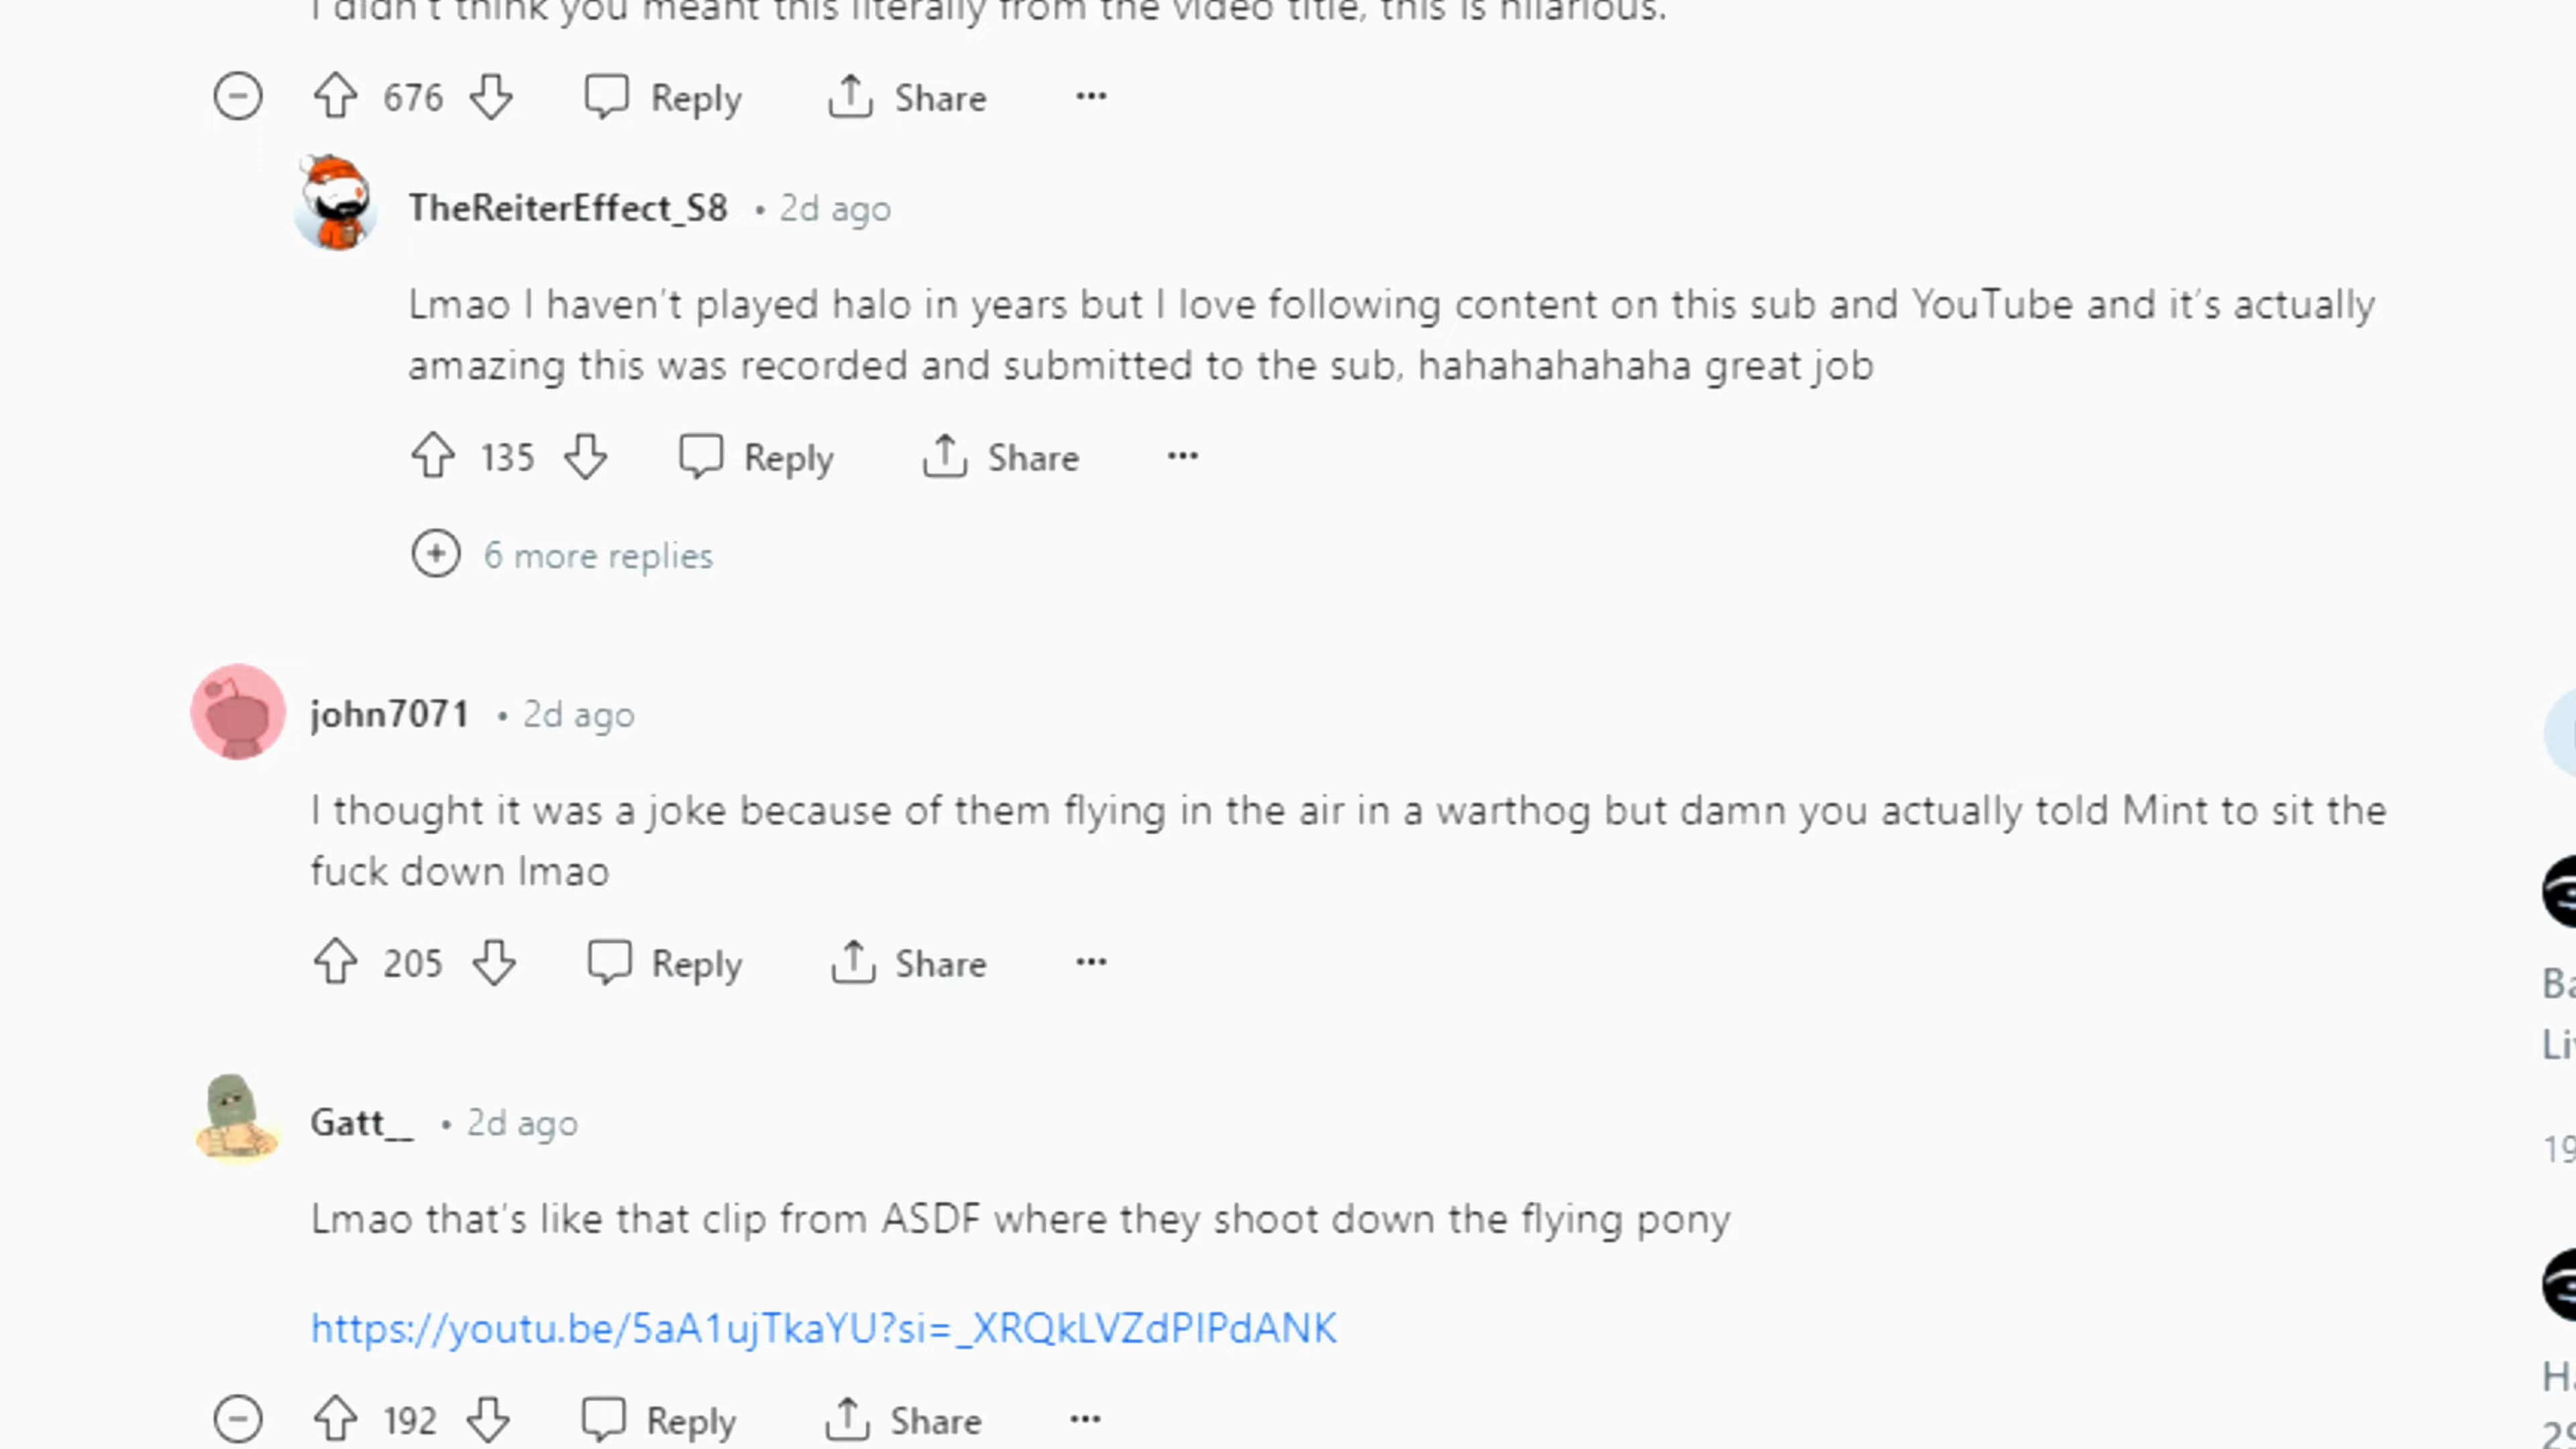 I didn't think you meant this literally from the video title, this is hilarious.
676 Reply Share ···
TheReiterEffect_S8 • 2d ago
Lmao I haven't played halo in years but I love following content on this sub and YouTube and it's actually
amazing this was recorded and submitted to the sub, hahahahahaha great job
135 Reply Share ···
6 more replies
john7071 • 2d ago
I thought it was a joke because of them flying in the air in a warthog but damn you actually told Mint to sit the
fuck down lmao
205 Reply Share ···
Ba
Gatt__ • 2d ago
Lmao that's like that clip from ASDF where they shoot down the flying pony
19
https://youtu.be/5aA1ujTkaYU?si=_XRQkLVZdPIPdANK
192 Reply Share ···